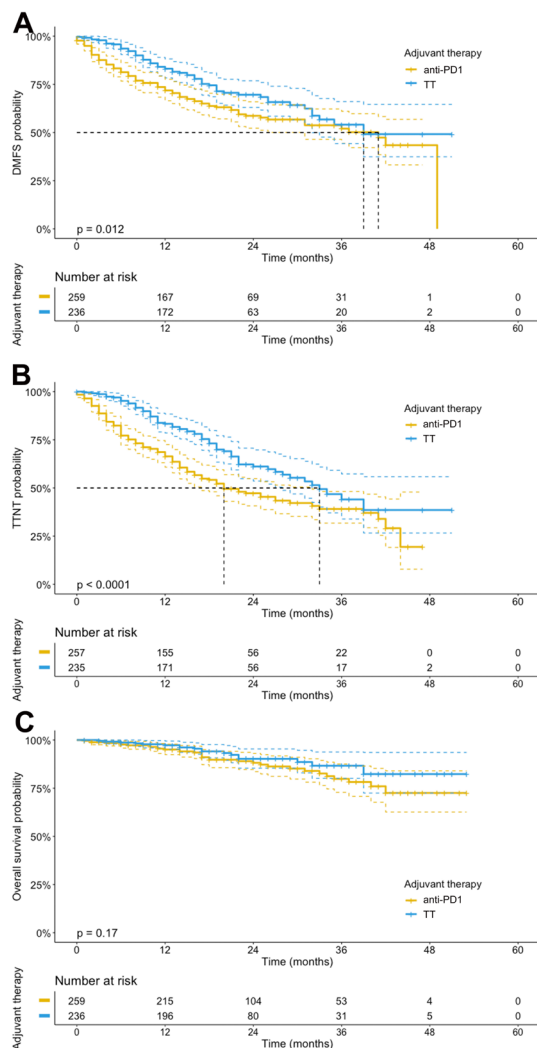 A
100%
75%
50%
25%
0%
DMFS probability
Adjuvant therapy
anti-PD1
TT
p = 0.012
0 12 24 36 48 60
Time (months)
Number at risk
Adjuvant therapy
259 167 69 31 1 0
236 172 63 20 2 0
0 12 24 36 48 60
Time (months)
B
100%
75%
50%
25%
0%
TTNT probability
Adjuvant therapy
anti-PD1
TT
p < 0.0001
0 12 24 36 48 60
Time (months)
Number at risk
Adjuvant therapy
257 155 56 22 0 0
235 171 56 17 2 0
0 12 24 36 48 60
Time (months)
C
100%
75%
50%
25%
0%
Overall survival probability
Adjuvant therapy
anti-PD1
TT
p = 0.17
0 12 24 36 48 60
Time (months)
Number at risk
Adjuvant therapy
259 215 104 53 4 0
236 196 80 31 5 0
0 12 24 36 48 60
Time (months)